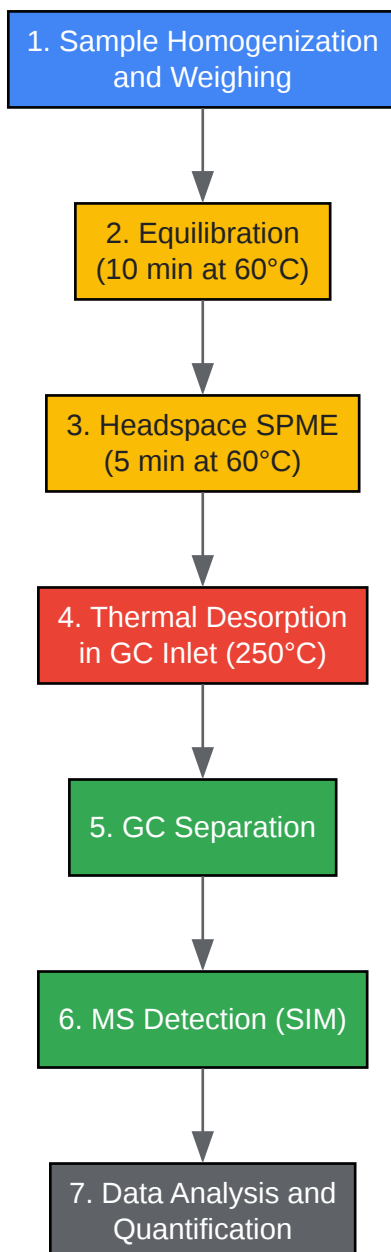 1. Sample Homogenization
and Weighing
2. Equilibration
(10 min at 60°C)
3. Headspace SPME
(5 min at 60°C)
4. Thermal Desorption
in GC Inlet (250°C)
5. GC Separation
6. MS Detection (SIM)
7. Data Analysis and
Quantification